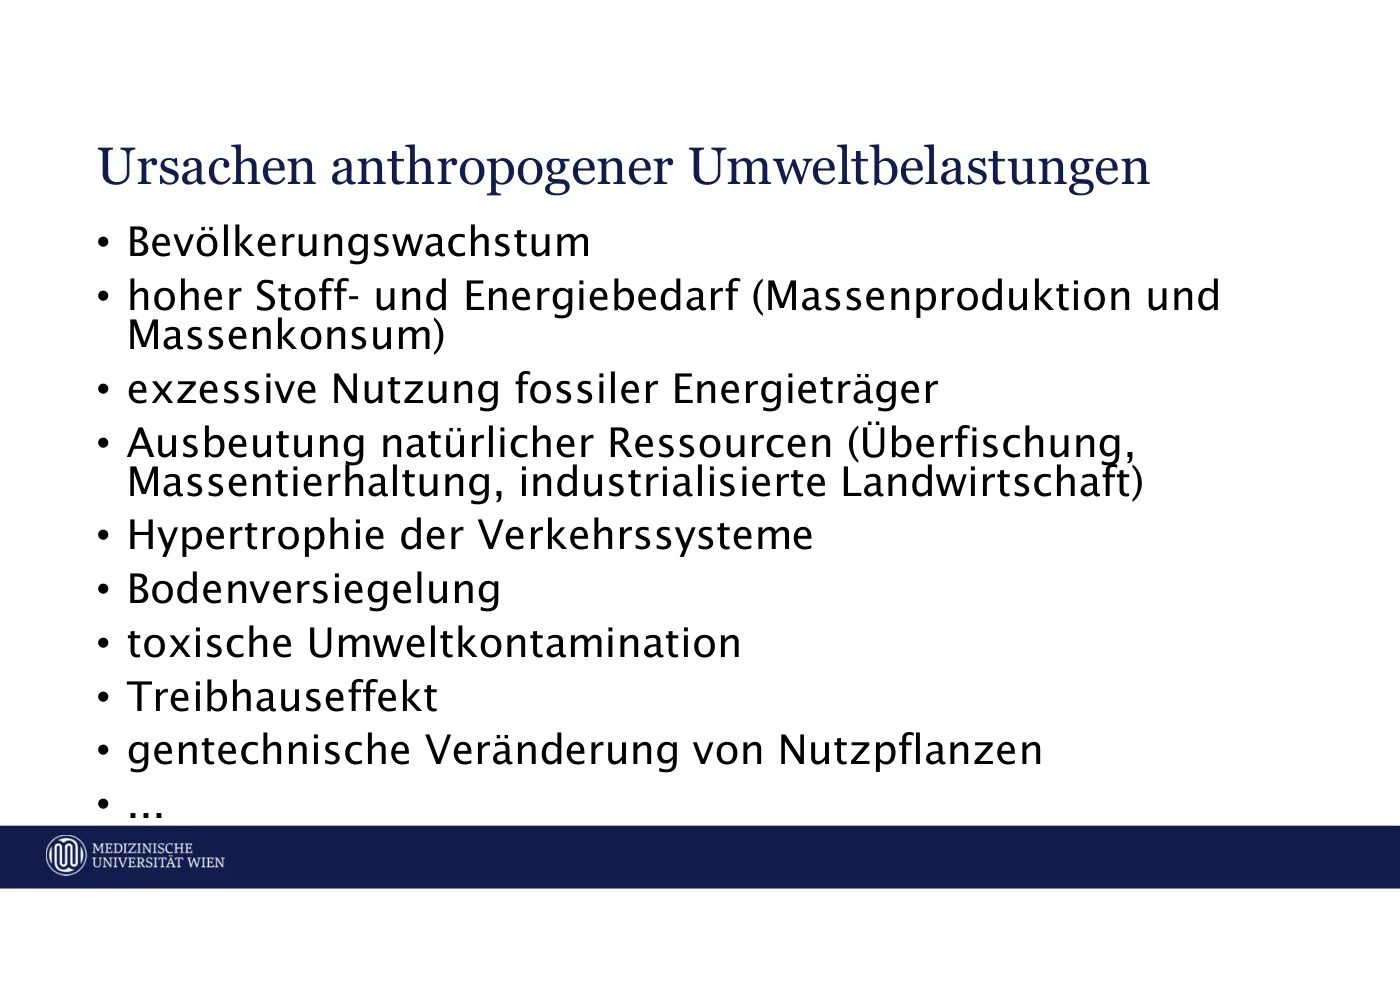 Ursachen anthropogener Umweltbelastungen
• Bevölkerungswachstum
• hoher Stoff- und Energiebedarf (Massenproduktion und
Massenkonsum)
• exzessive Nutzung fossiler Energieträger
• Ausbeutung natürlicher Ressourcen (Überfischung,
Massentierhaltung, industrialisierte Landwirtschaft)
• Hypertrophie der Verkehrssysteme
• Bodenversiegelung
• toxische Umweltkontamination
• Treibhauseffekt
• gentechnische Veränderung von Nutzpflanzen
• ...
MEDIZINISCHE
UNIVERSITÄT WIEN